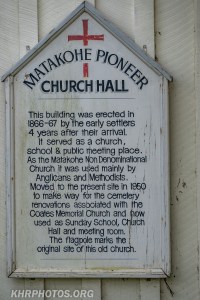 MATAKOHE PIONEER
CHURCH HALL
This building was erected in
1866-67 by the early settlers
4 years after their arrival.
It served as a church,
school & public meeting place.
As the Matakohe Non Denominational
Church it was used mainly by
Anglicans and Methodists.
Moved to the present site in 1950
to make way for the cemetery
renovations associated with the
Coates Memorial Church and now
used as Sunday School, Church
Hall and meeting room.
The flagpole marks the
original site of this old church.
KHRPHOTOS.ORG